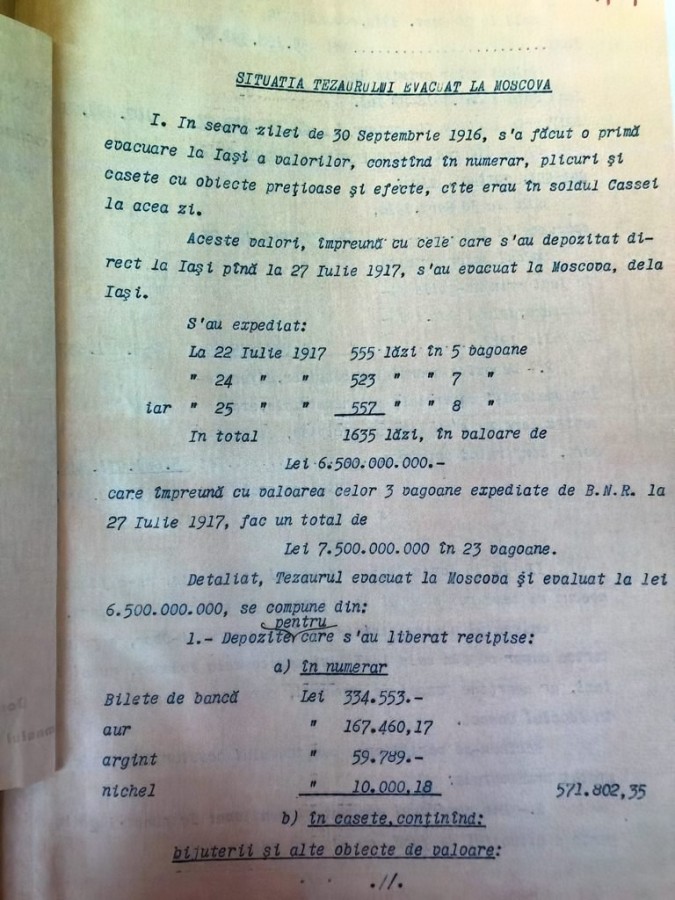 SITUATIA TEZAURULUI EVACUAT LA MOSCOVA
I. In seara zilei de 30 Septembrie 1916, s'a făcut o primă
evacuare la Iaşi a valorilor, constînd în numerar, plicuri şi
casete cu obiecte preţioase şi efecte, cîte erau în soldul Cassei
la acea zi.
Aceste valori, împreună cu cele care s'au depozitat di-
rect la Iaşi pînă la 27 Iulie 1917, s'au evacuat la Moscova, dela
Iaşi.
S'au expediat:
La 22 Iulie 1917 555 lăzi în 5 vagoane
" 24 " " 523 " " 7 "
iar " 25 " " 557 " " 8 "
In total 1635 lăzi, în valoare de
Lei 6.500.000.000.-
care împreună cu valoarea celor 3 vagoane expediate de B.N.R. la
27 Iulie 1917, fac un total de
Lei 7.500.000.000 în 23 vagoane.
Detaliat, Tezaurul evacuat la Moscova şi evaluat la lei
6.500.000.000, se compune din:
pentru
1.- Depozite care s'au liberat recipise:
a) în numerar
Bilete de bancă Lei 334.553.-
aur " 167.460,17
argint " 59.789.-
nichel " 10.000,18 571.802,35
b) în casete, conţinînd:
bijuterii şi alte obiecte de valoare:
.//.